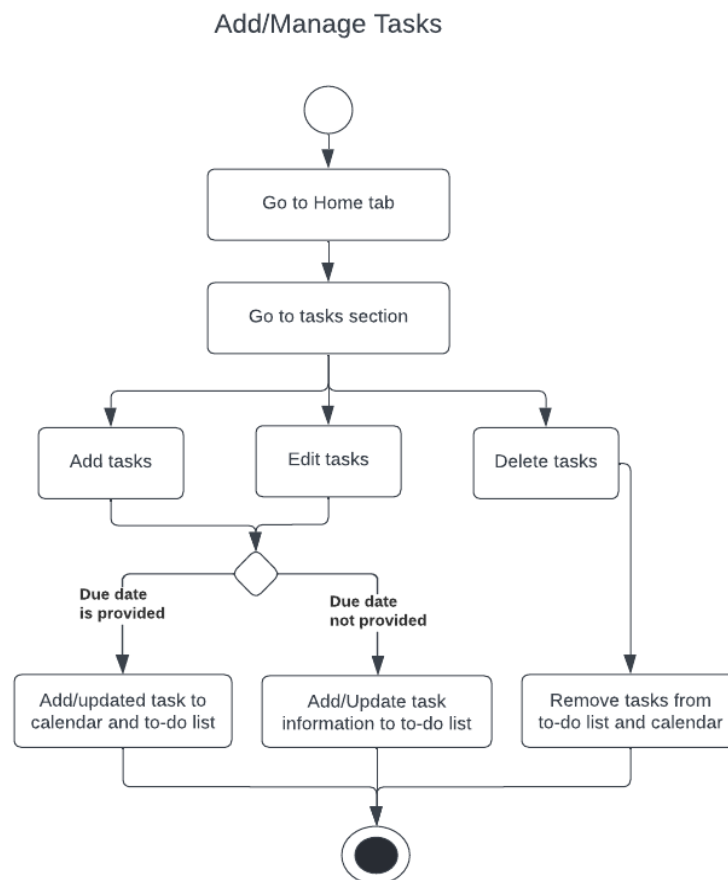 Add/Manage Tasks
Go to Home tab
Go to tasks section
Add tasks
Edit tasks
Delete tasks
Due date
is provided
Due date
not provided
Add/updated task to
calendar and to-do list
Add/Update task
information to to-do list
Remove tasks from
to-do list and calendar